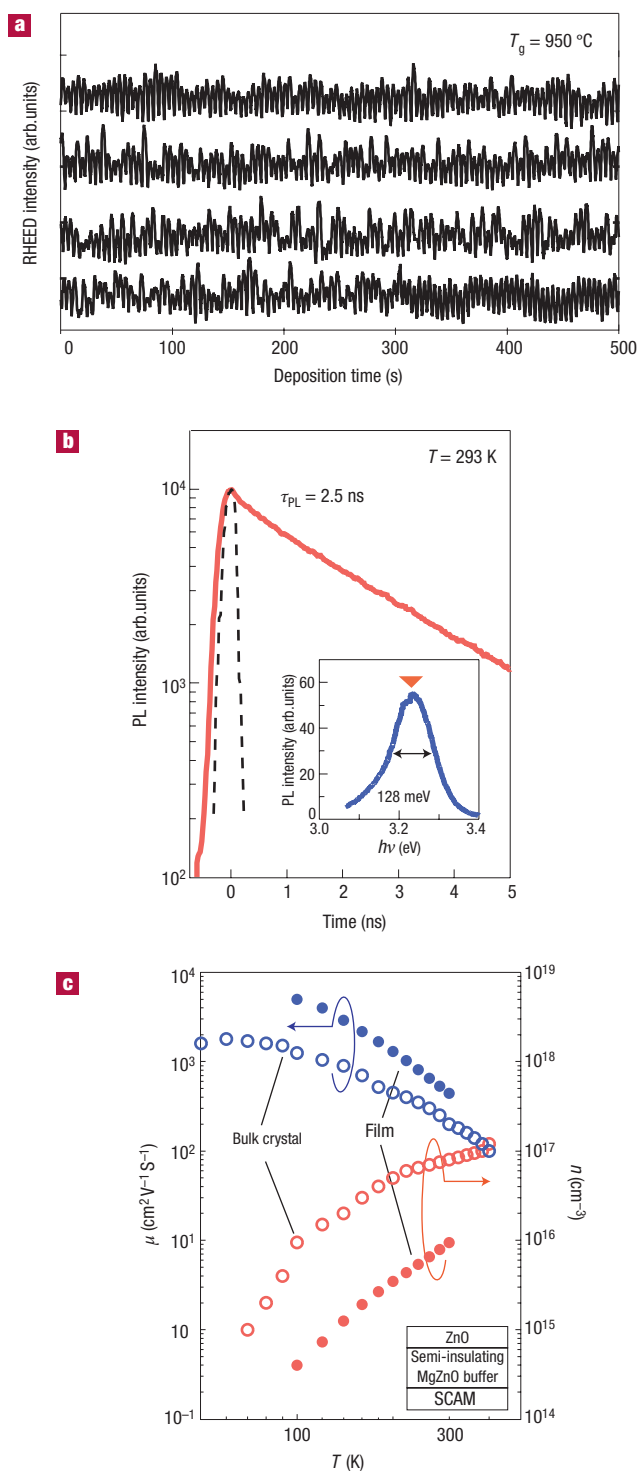 a
T_g = 950 °C
RHEED intensity (arb.units)
0 100 200 300 400 500
Deposition time (s)
b
T = 293 K
τ_PL = 2.5 ns
10^4
10^3
10^2
PL intensity (arb.units)
0 1 2 3 4 5
Time (ns)
PL intensity (arb.units)
60
40
20
0
128 meV
3.0 3.2 3.4
hν (eV)
c
10^4
10^3
10^2
10^1
10
10^–1
μ (cm^2 V^–1 S^–1)
Bulk crystal
Film
10^19
10^18
10^17
10^16
10^15
10^14
n (cm^–3)
ZnO
Semi-insulating
MgZnO buffer
SCAM
100 300
T (K)